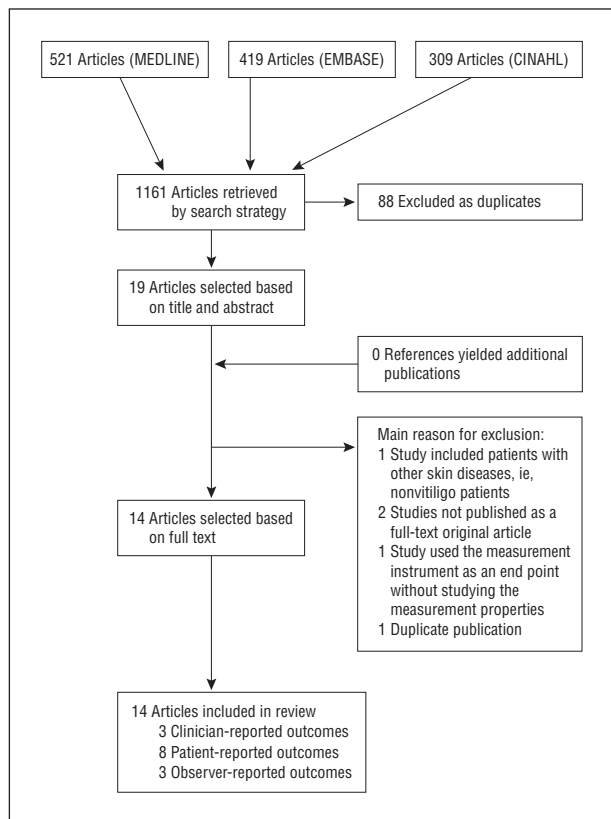 521 Articles (MEDLINE)
419 Articles (EMBASE)
309 Articles (CINAHL)
1161 Articles retrieved
by search strategy
88 Excluded as duplicates
19 Articles selected based
on title and abstract
0 References yielded additional
publications
Main reason for exclusion:
1 Study included patients with
other skin diseases, ie,
nonvitiligo patients
2 Studies not published as a
full-text original article
1 Study used the measurement
instrument as an end point
without studying the
measurement properties
1 Duplicate publication
14 Articles selected based
on full text
14 Articles included in review
3 Clinician-reported outcomes
8 Patient-reported outcomes
3 Observer-reported outcomes